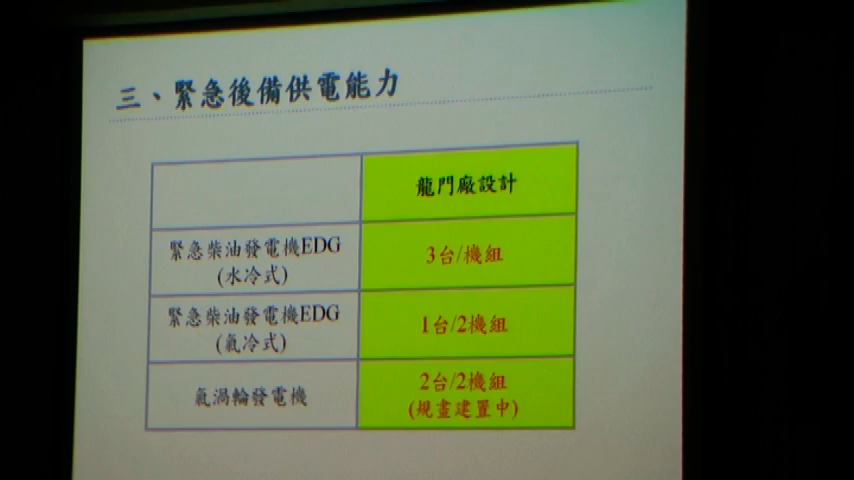 三、緊急後備供電能力
龍門廠設計
緊急柴油發電機EDG
(水冷式)
3台/機組
緊急柴油發電機EDG
(氣冷式)
1台/2機組
氣渦輪發電機
2台/2機組
(規畫建置中)